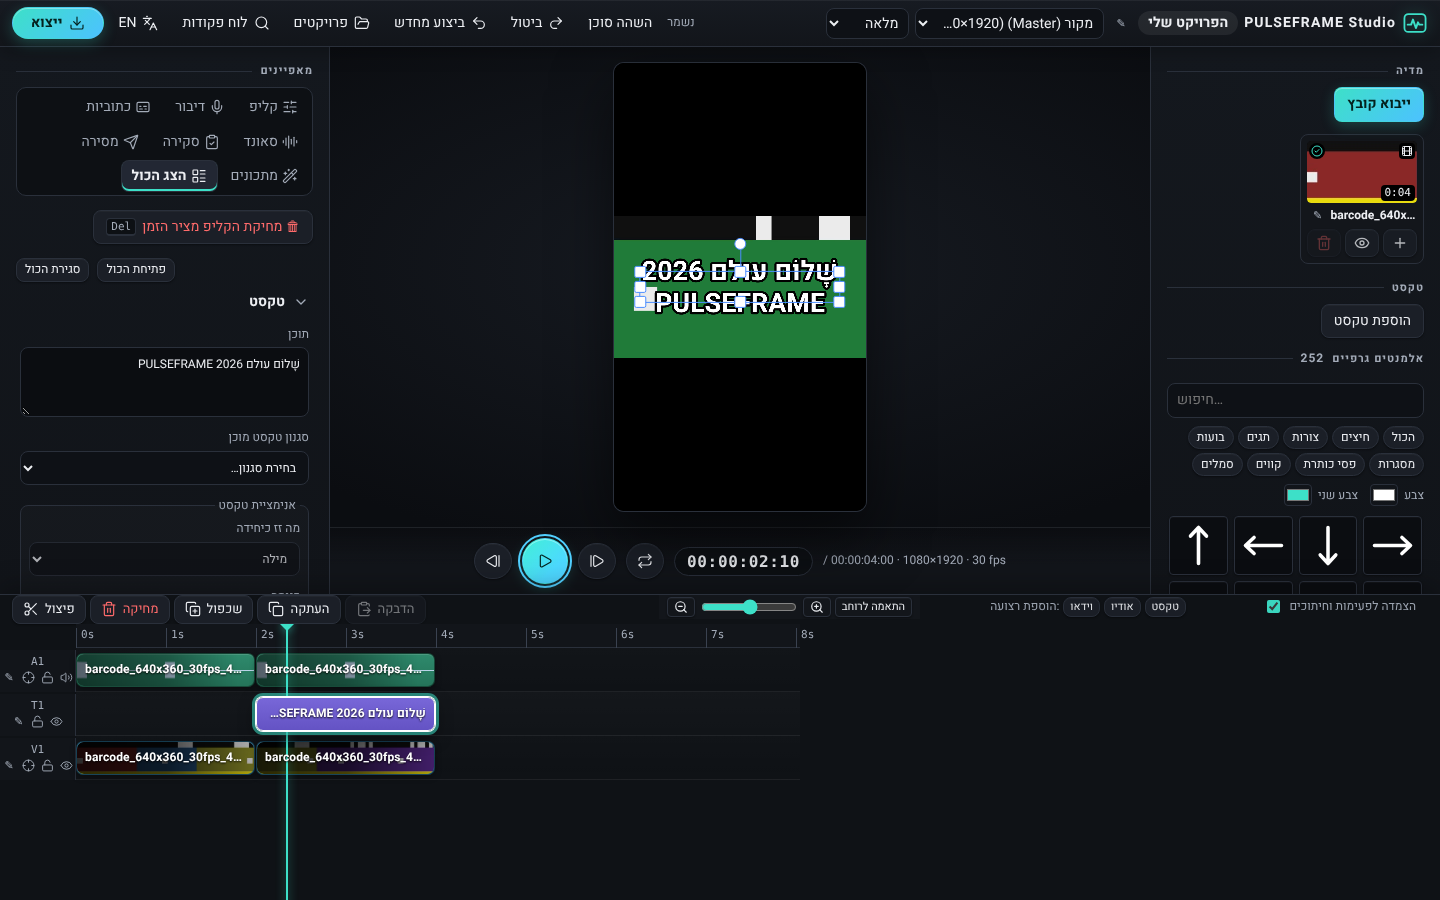 PULSEFRAME Studio
הפרויקט שלי
מקור (Master) (1920×0...
מלאה
נשמר
השהה סוכן
ביטול
ביצוע מחדש
פרויקטים
לוח פקודות
EN
ייצוא
מדיה
ייבוא קובץ
0:04
barcode_640x…
טקסט
הוספת טקסט
אלמנטים גרפיים 252
חיפוש…
הכול
חיצים
צורות
תגים
בועות
מסגרות
פסי כותרת
קווים
סמלים
צבע
צבע שני
שָׁלוֹם עולם 2026
PULSEFRAME
00:00:02:10
/ 00:00:04:00 · 1080×1920 · 30 fps
מאפיינים
קליפ
דיבור
כתוביות
סאונד
סקירה
מסירה
מתכונים
הצג הכול
מחיקת הקליפ מציר הזמן Del
פתיחת הכול
סגירת הכול
טקסט
תוכן
שָׁלוֹם עולם 2026 PULSEFRAME
סגנון טקסט מוכן
בחירת סגנון…
אנימציית טקסט
מה זז כיחידה
מילה
הצמדה לפעימות וחיתוכים
הוספת רצועה:
וידאו
אודיו
טקסט
התאמה לרוחב
הדבקה
העתקה
שכפול
מחיקה
פיצול
0s
1s
2s
3s
4s
5s
6s
7s
8s
A1
barcode_640x360_30fps_4…
barcode_640x360_30fps_4…
T1
שָׁלוֹם עולם 2026 SEFRAME…
V1
barcode_640x360_30fps_4…
barcode_640x360_30fps_4…